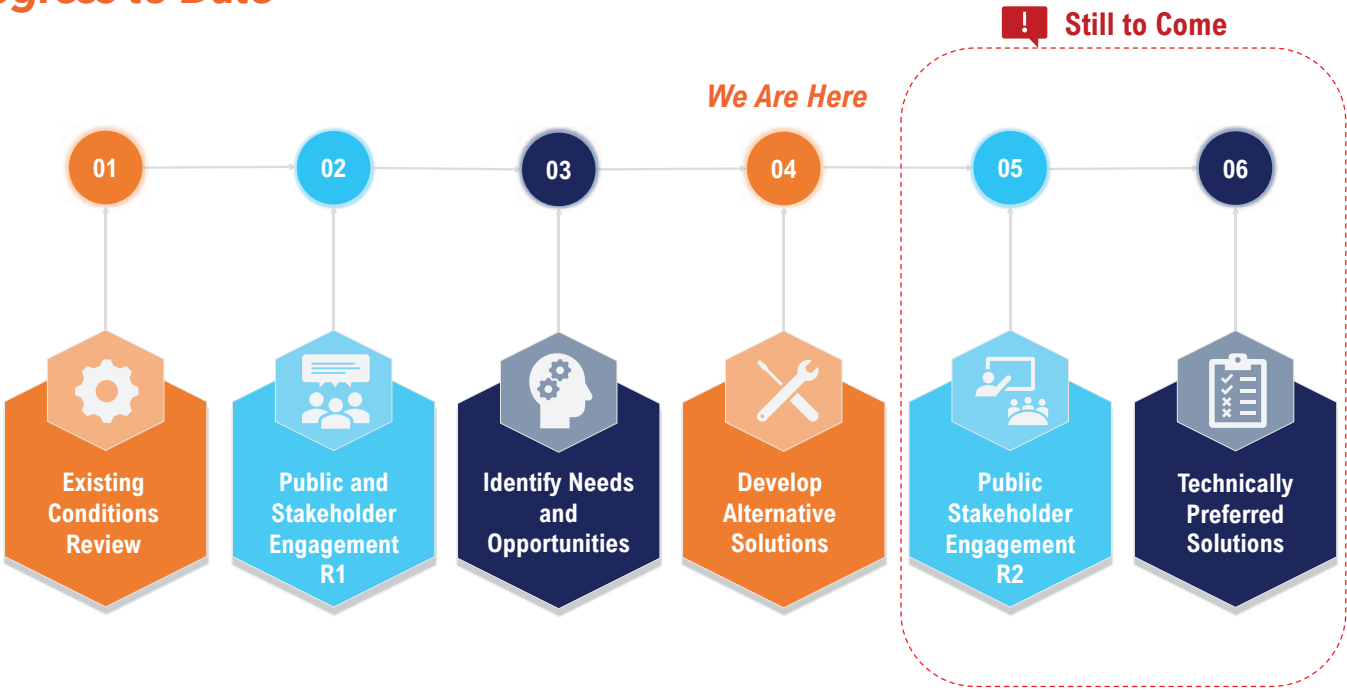 to Date
! Still to Come
We Are Here
01
02
03
04
05
06
Existing
Conditions
Review
Public and
Stakeholder
Engagement
R1
Identify Needs
and
Opportunities
Develop
Alternative
Solutions
Public
Stakeholder
Engagement
R2
Technically
Preferred
Solutions